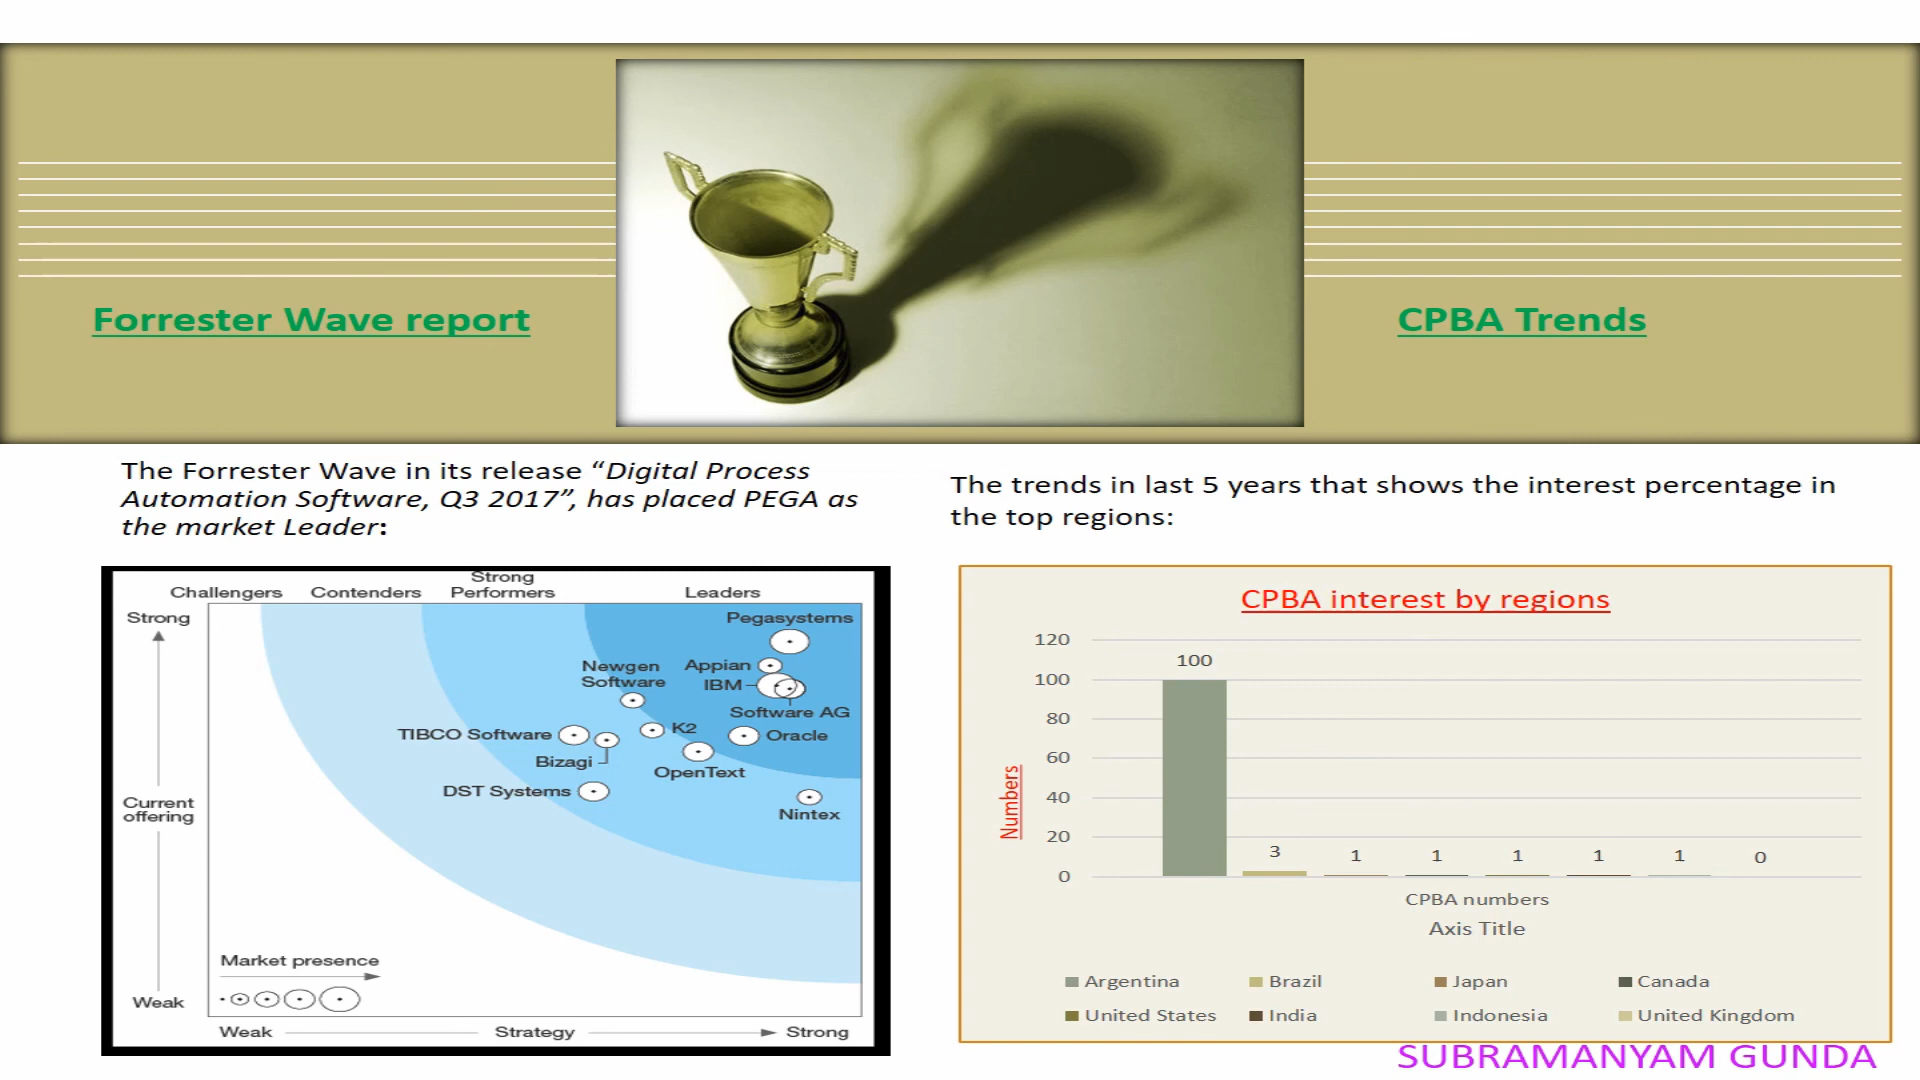 Forrester Wave report
CPBA Trends
The Forrester Wave in its release “Digital Process
Automation Software, Q3 2017”, has placed PEGA as
the market Leader:
The trends in last 5 years that shows the interest percentage in
the top regions:
Challengers Contenders Strong Performers Leaders
Strong
Current
offering
Weak
Pegasystems
Newgen
Software
Appian
IBM
Software AG
TIBCO Software
K2
Oracle
Bizagi
OpenText
DST Systems
Nintex
Market presence
Weak Strategy Strong
CPBA interest by regions
Numbers
120
100
80
60
40
20
0
100 3 1 1 1 1 1 0
CPBA numbers
Axis Title
Argentina Brazil Japan Canada
United States India Indonesia United Kingdom
SUBRAMANYAM GUNDA